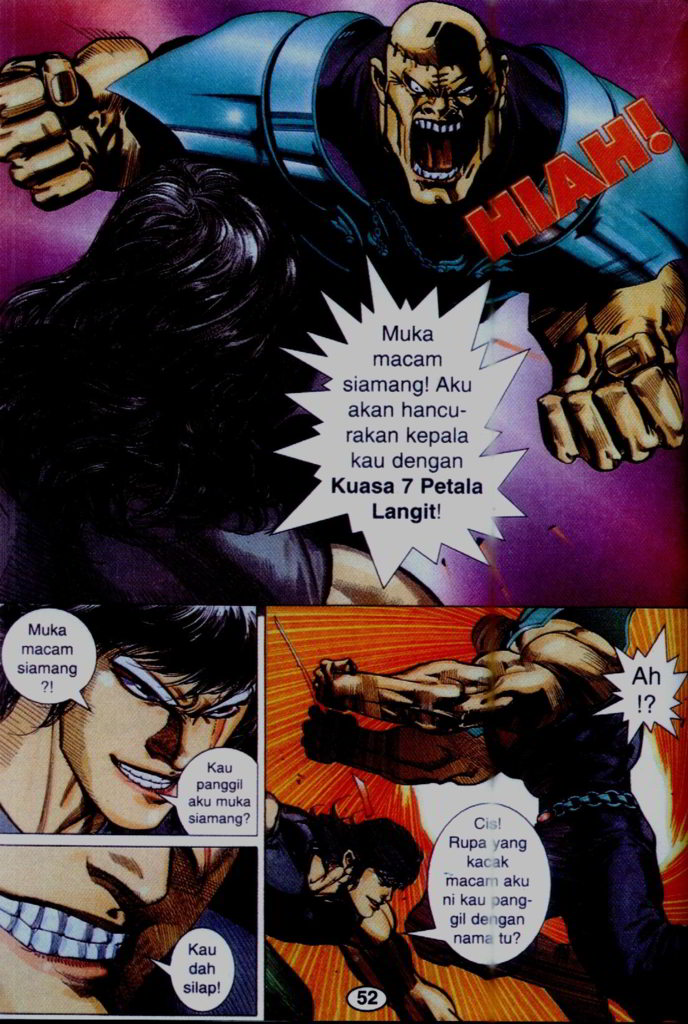 HIAH!
Muka
macam
siamang! Aku
akan hancu-
rakan kepala
kau dengan
Kuasa 7 Petala
Langit!
Muka
macam
siamang
?!
Kau
panggil
aku muka
siamang?
Kau
dah
silap!
Ah
!?
Cis!
Rupa yang
kacak
macam aku
ni kau pang-
gil dengan
nama tu?
52